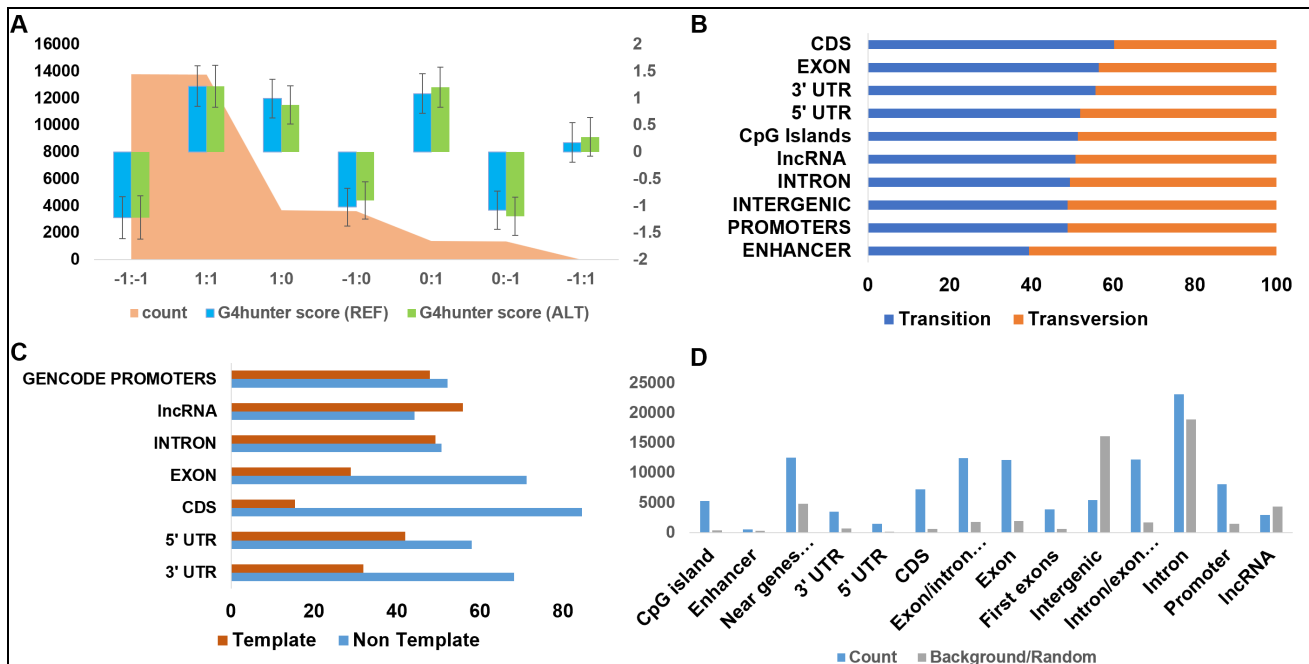 A
16000
14000
12000
10000
8000
6000
4000
2000
0
2
1.5
1
0.5
0
-0.5
-1
-1.5
-2
-1:-1 1:1 1:0 -1:0 0:1 0:-1 -1:1
count G4hunter score (REF) G4hunter score (ALT)
B
CDS
EXON
3' UTR
5' UTR
CpG Islands
lncRNA
INTRON
INTERGENIC
PROMOTERS
ENHANCER
0 20 40 60 80 100
Transition Transversion
C
GENCODE PROMOTERS
lncRNA
INTRON
EXON
CDS
5' UTR
3' UTR
0 20 40 60 80
Template Non Template
D
25000
20000
15000
10000
5000
0
CpG island
Enhancer
Near genes...
3' UTR
5' UTR
CDS
Exon/intron...
Exon
First exons
Intergenic
Intron/exon...
Intron
Promoter
lncRNA
Count Background/Random